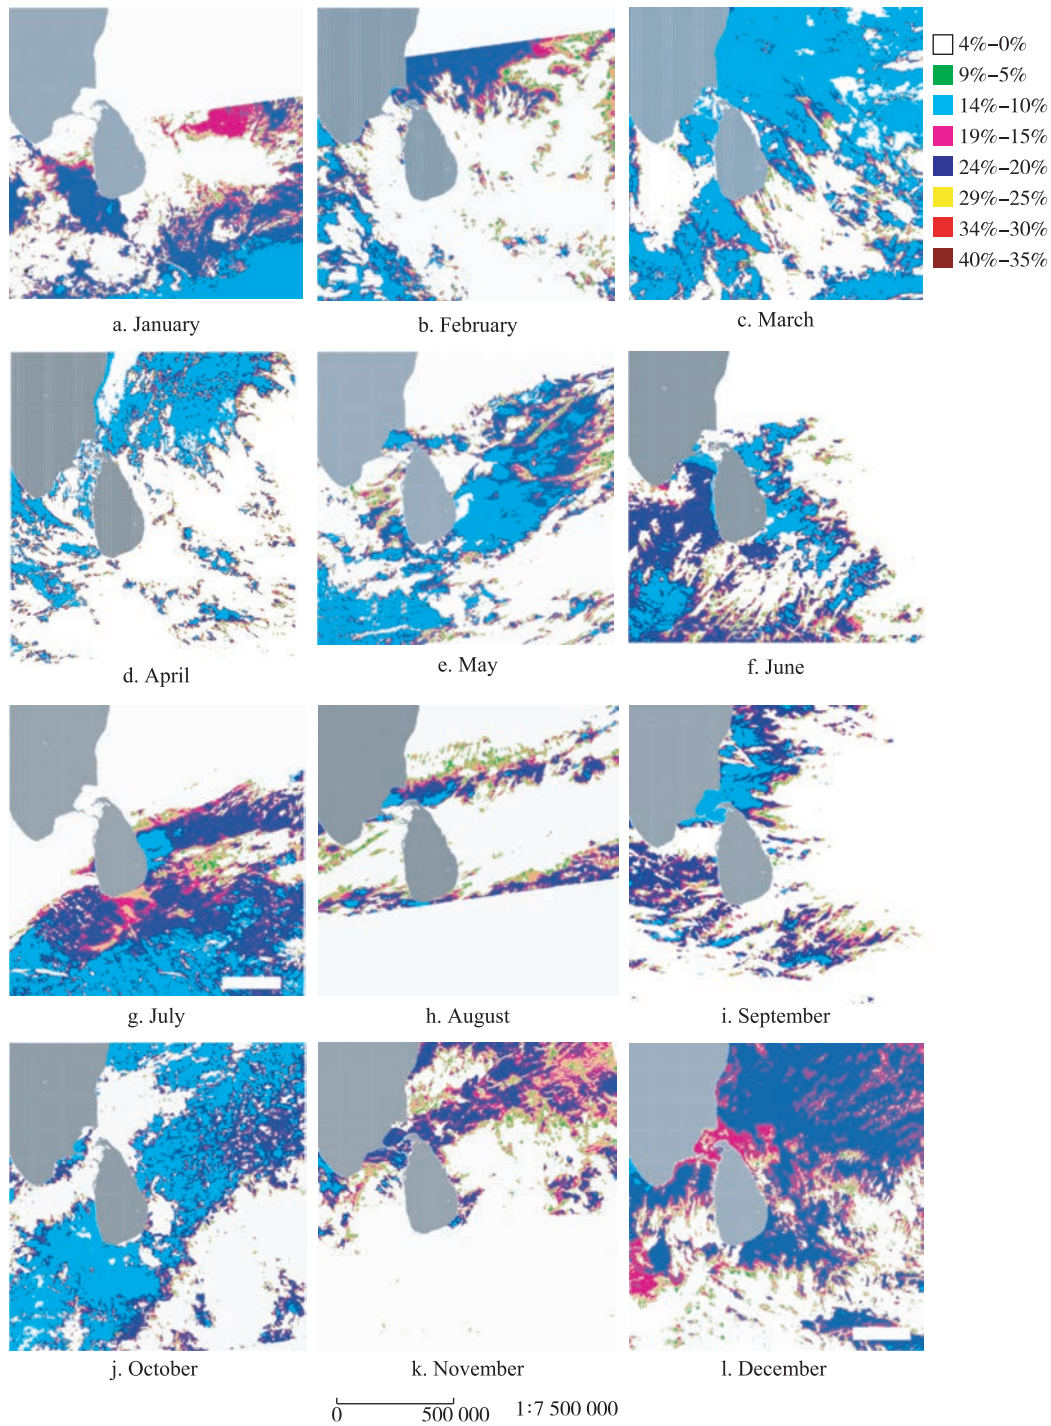 4%–0%
9%–5%
14%–10%
19%–15%
24%–20%
29%–25%
34%–30%
40%–35%
a. January
b. February
c. March
d. April
e. May
f. June
g. July
h. August
i. September
j. October
k. November
l. December
0 500 000 1:7 500 000